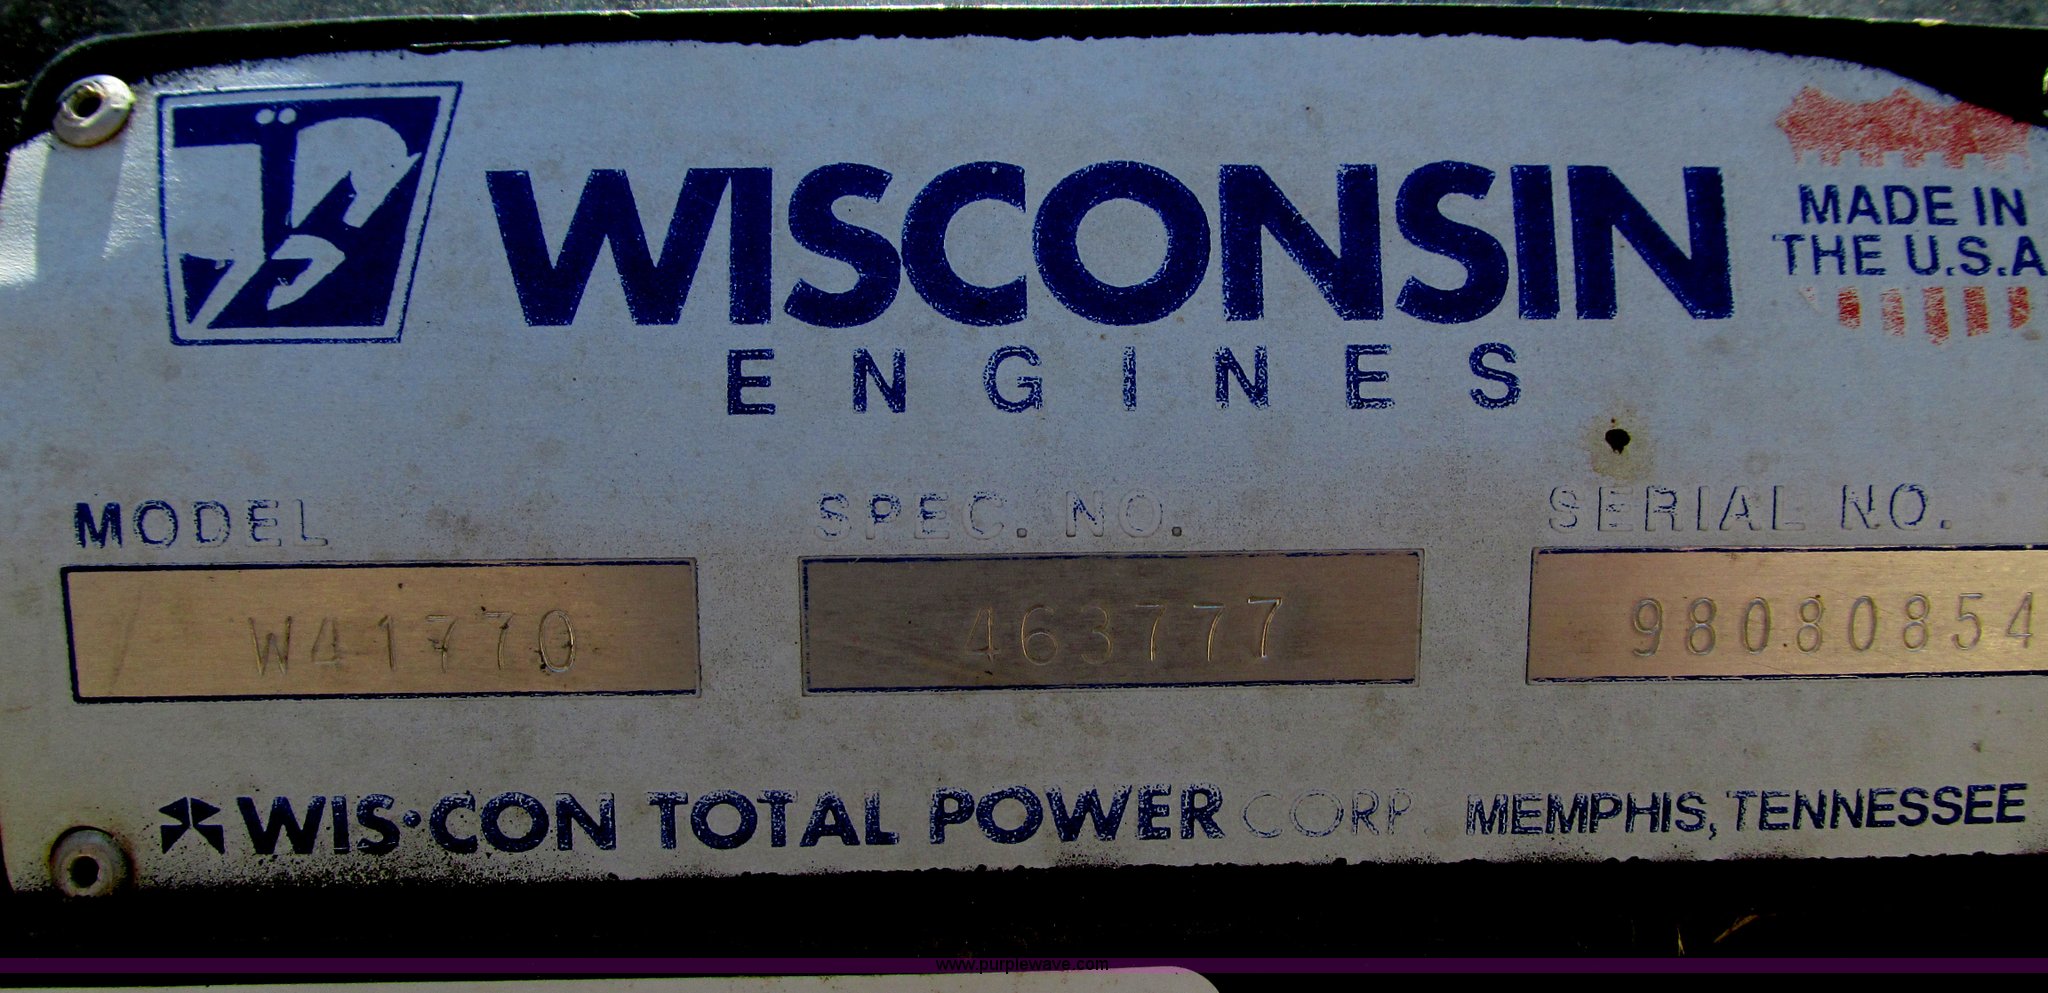 WISCONSIN
ENGINES
MADE IN
THE U.S.A
MODEL
SPEC. NO.
SERIAL NO.
W41770
463777
98080854
WIS·CON TOTAL POWER CORP. MEMPHIS, TENNESSEE
www.purplewave.com